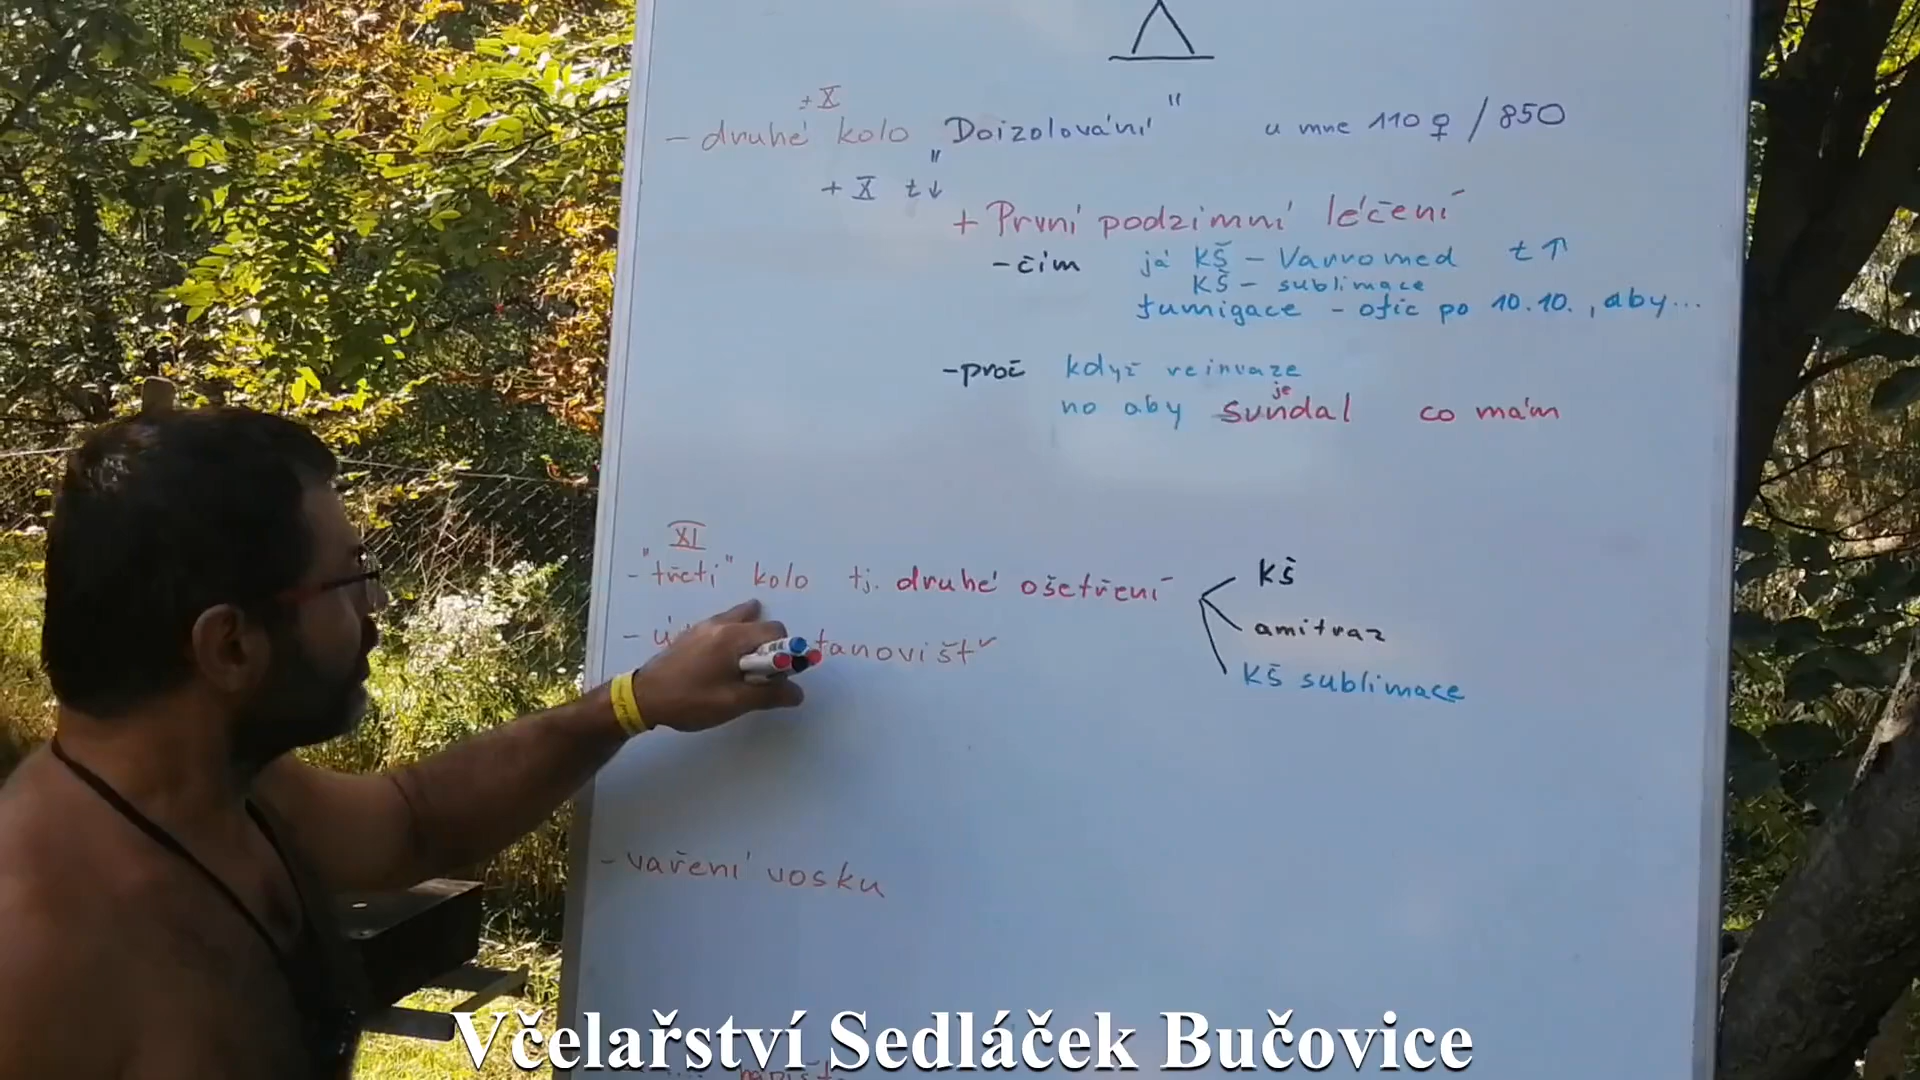 + X
- druhé kolo "Doizolování" u mne 110 ♀ / 850
+ X t↓
+ První podzimní léčení
- čím já KŠ - Varromed t↑
KŠ - sublimace
fumigace - ofic po 10.10., aby...
- proč když reinvaze
no aby sundal je co mám
XI
- "třetí" kolo tj. druhé ošetření
KŠ
amitraz
KŠ sublimace
- vaření vosku
Včelařství Sedláček Bučovice